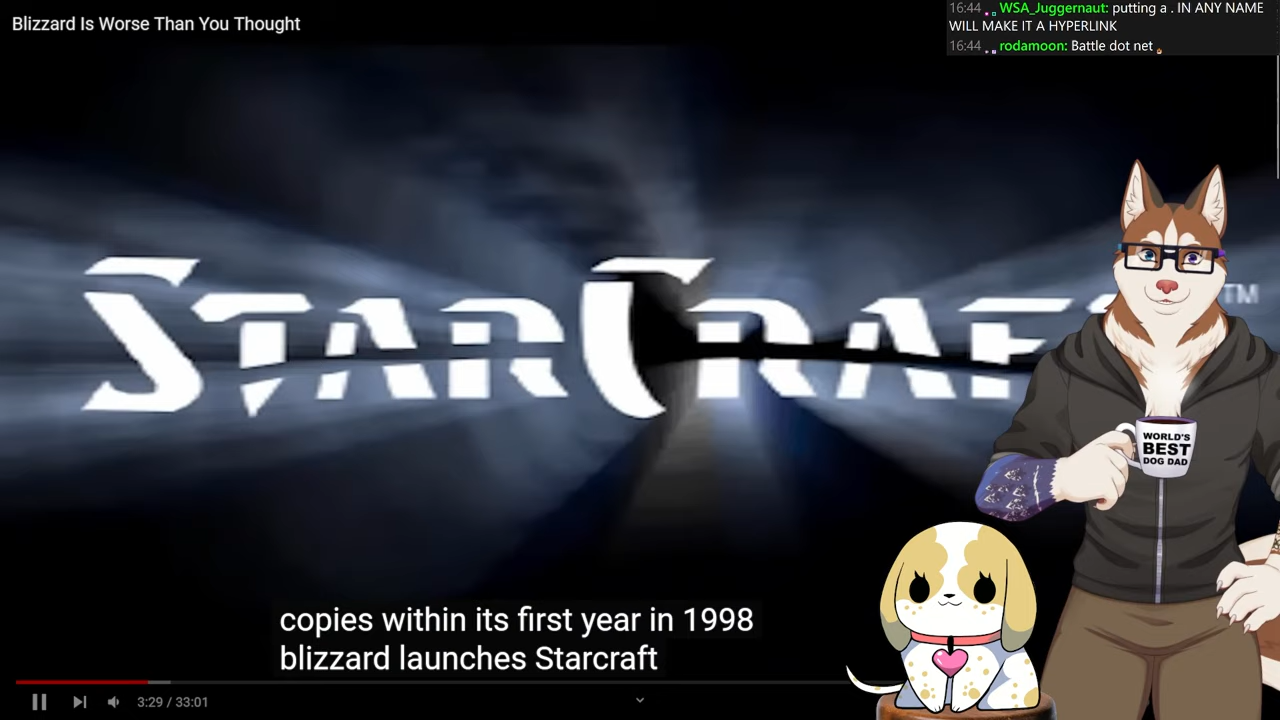 Blizzard Is Worse Than You Thought
16:44 WSA_Juggernaut: putting a . IN ANY NAME
WILL MAKE IT A HYPERLINK
16:44 rodamoon: Battle dot net
STARCRAF
TM
WORLD'S
BEST
DOG DAD
copies within its first year in 1998
blizzard launches Starcraft
3:29 / 33:01